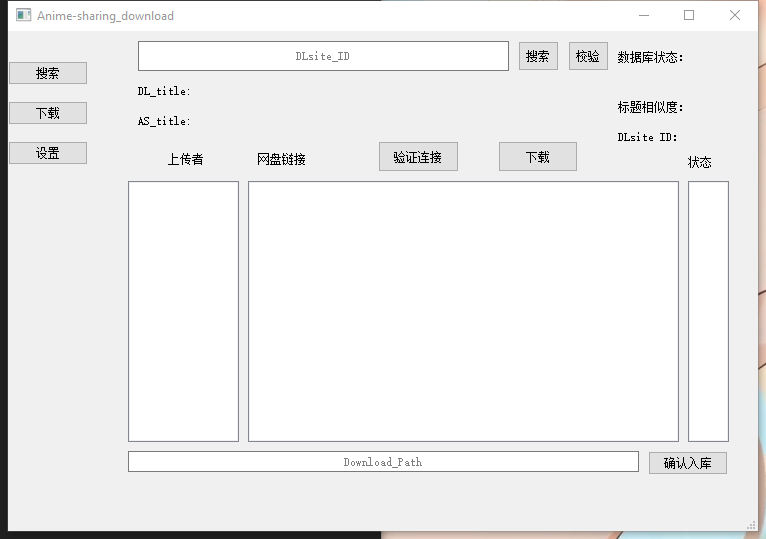 Anime-sharing_download
DLsite_ID
搜索
校验
数据库状态:
搜索
DL_title:
下载
标题相似度:
AS_title:
DLsite ID:
设置
上传者
网盘链接
验证连接
下载
状态
Download_Path
确认入库